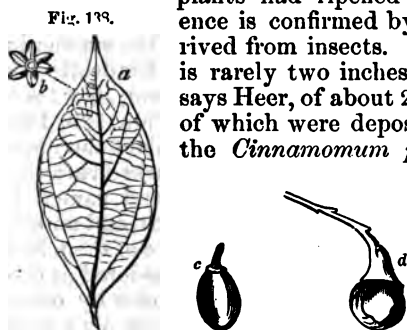 Fig. 138.
plants had ripened
ence is confirmed by
rived from insects.
is rarely two inches
says Heer, of about 2
of which were depos
the Cinnamomum
a
b
c
d